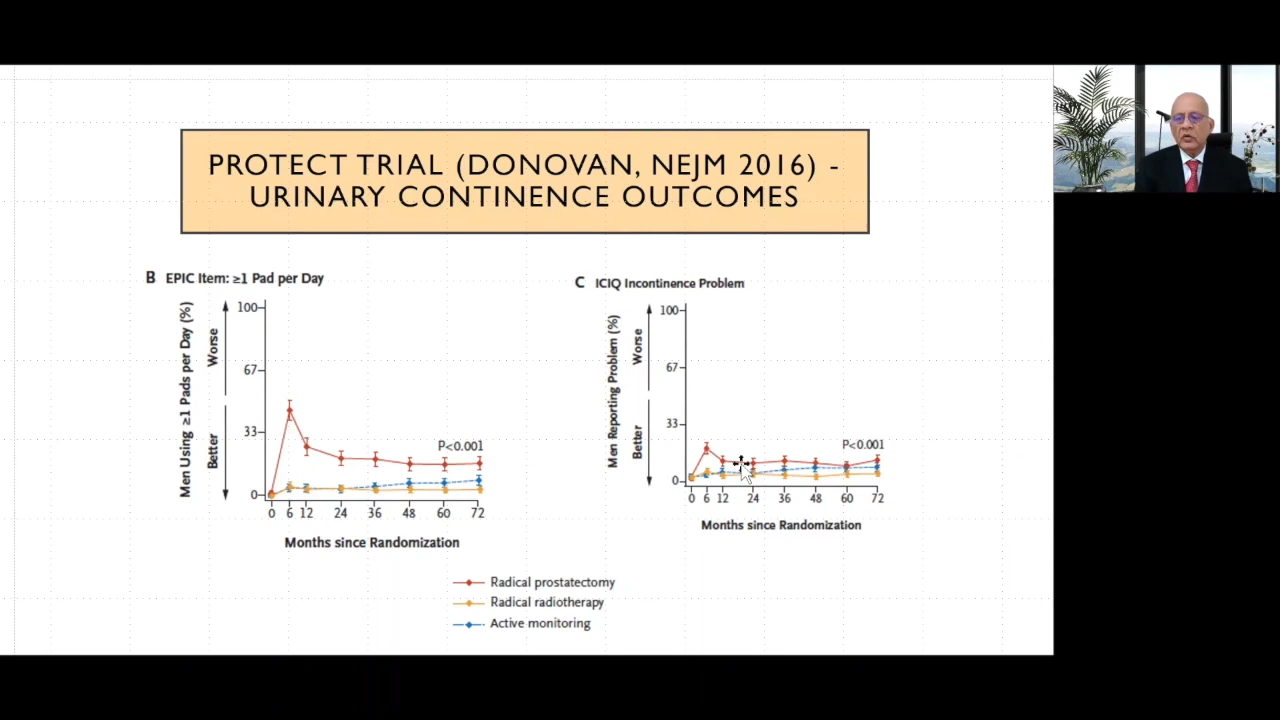 PROTECT TRIAL (DONOVAN, NEJM 2016) -
URINARY CONTINENCE OUTCOMES
B EPIC Item: ≥1 Pad per Day
Men Using ≥1 Pads per Day (%)
Worse
Better
100
67
33
0
P<0.001
0 6 12 24 36 48 60 72
Months since Randomization
C ICIQ Incontinence Problem
Men Reporting Problem (%)
Worse
Better
100
67
33
0
P<0.001
0 6 12 24 36 48 60 72
Months since Randomization
Radical prostatectomy
Radical radiotherapy
Active monitoring